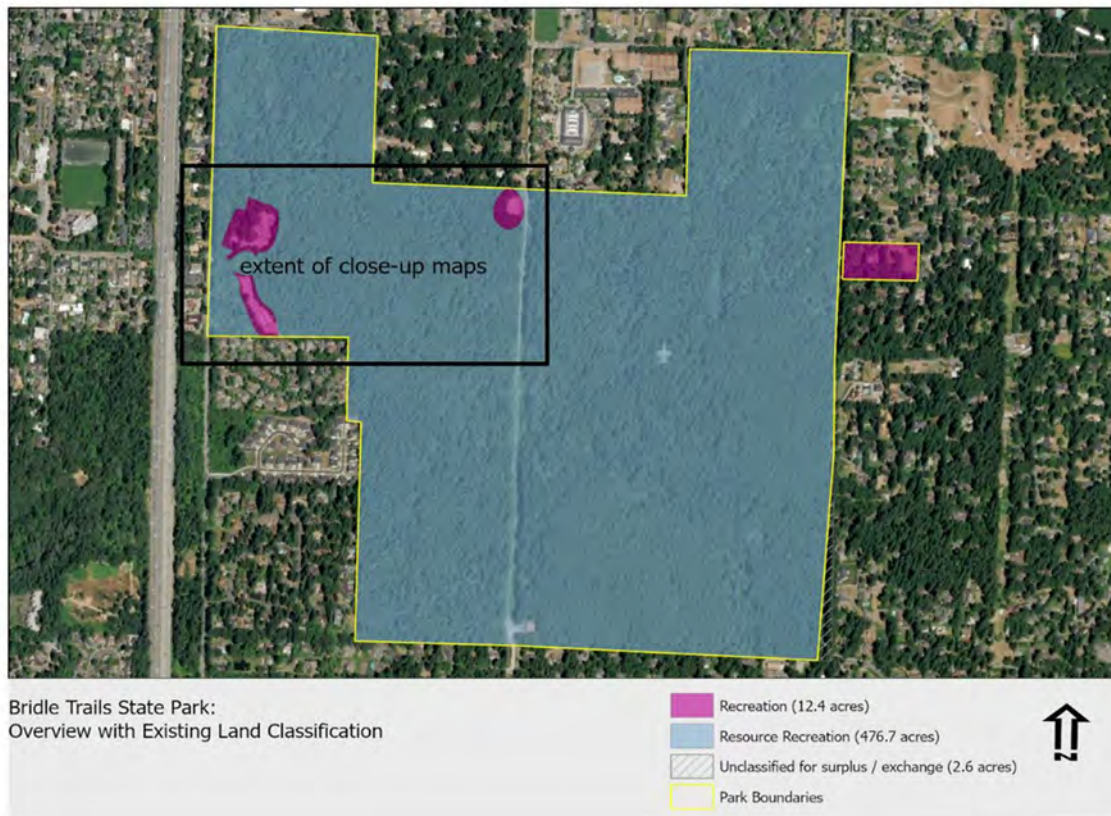 extent of close-up maps
Bridle Trails State Park:
Overview with Existing Land Classification
Recreation (12.4 acres)
Resource Recreation (476.7 acres)
Unclassified for surplus / exchange (2.6 acres)
Park Boundaries
N